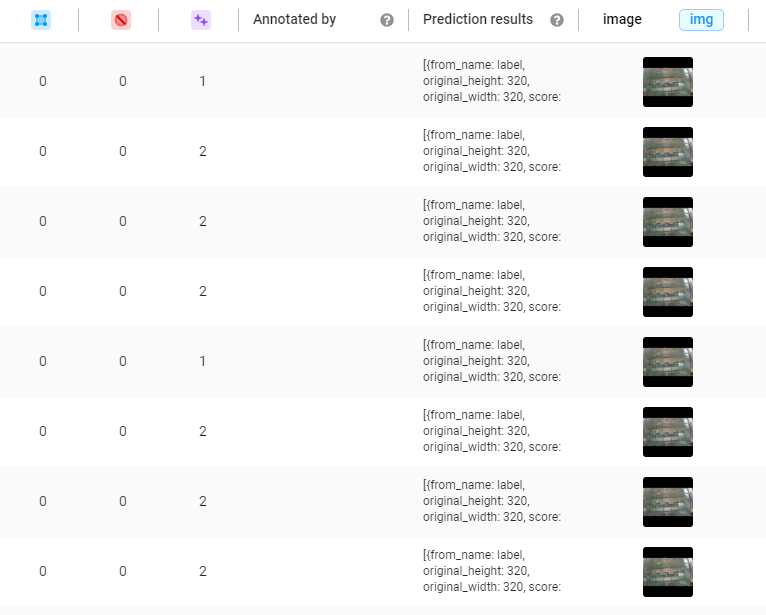 Annotated by ? Prediction results ? image img
0 0 1 [{from_name: label,
original_height: 320,
original_width: 320, score:
0 0 2 [{from_name: label,
original_height: 320,
original_width: 320, score:
0 0 2 [{from_name: label,
original_height: 320,
original_width: 320, score:
0 0 2 [{from_name: label,
original_height: 320,
original_width: 320, score:
0 0 1 [{from_name: label,
original_height: 320,
original_width: 320, score:
0 0 2 [{from_name: label,
original_height: 320,
original_width: 320, score:
0 0 2 [{from_name: label,
original_height: 320,
original_width: 320, score:
0 0 2 [{from_name: label,
original_height: 320,
original_width: 320, score: